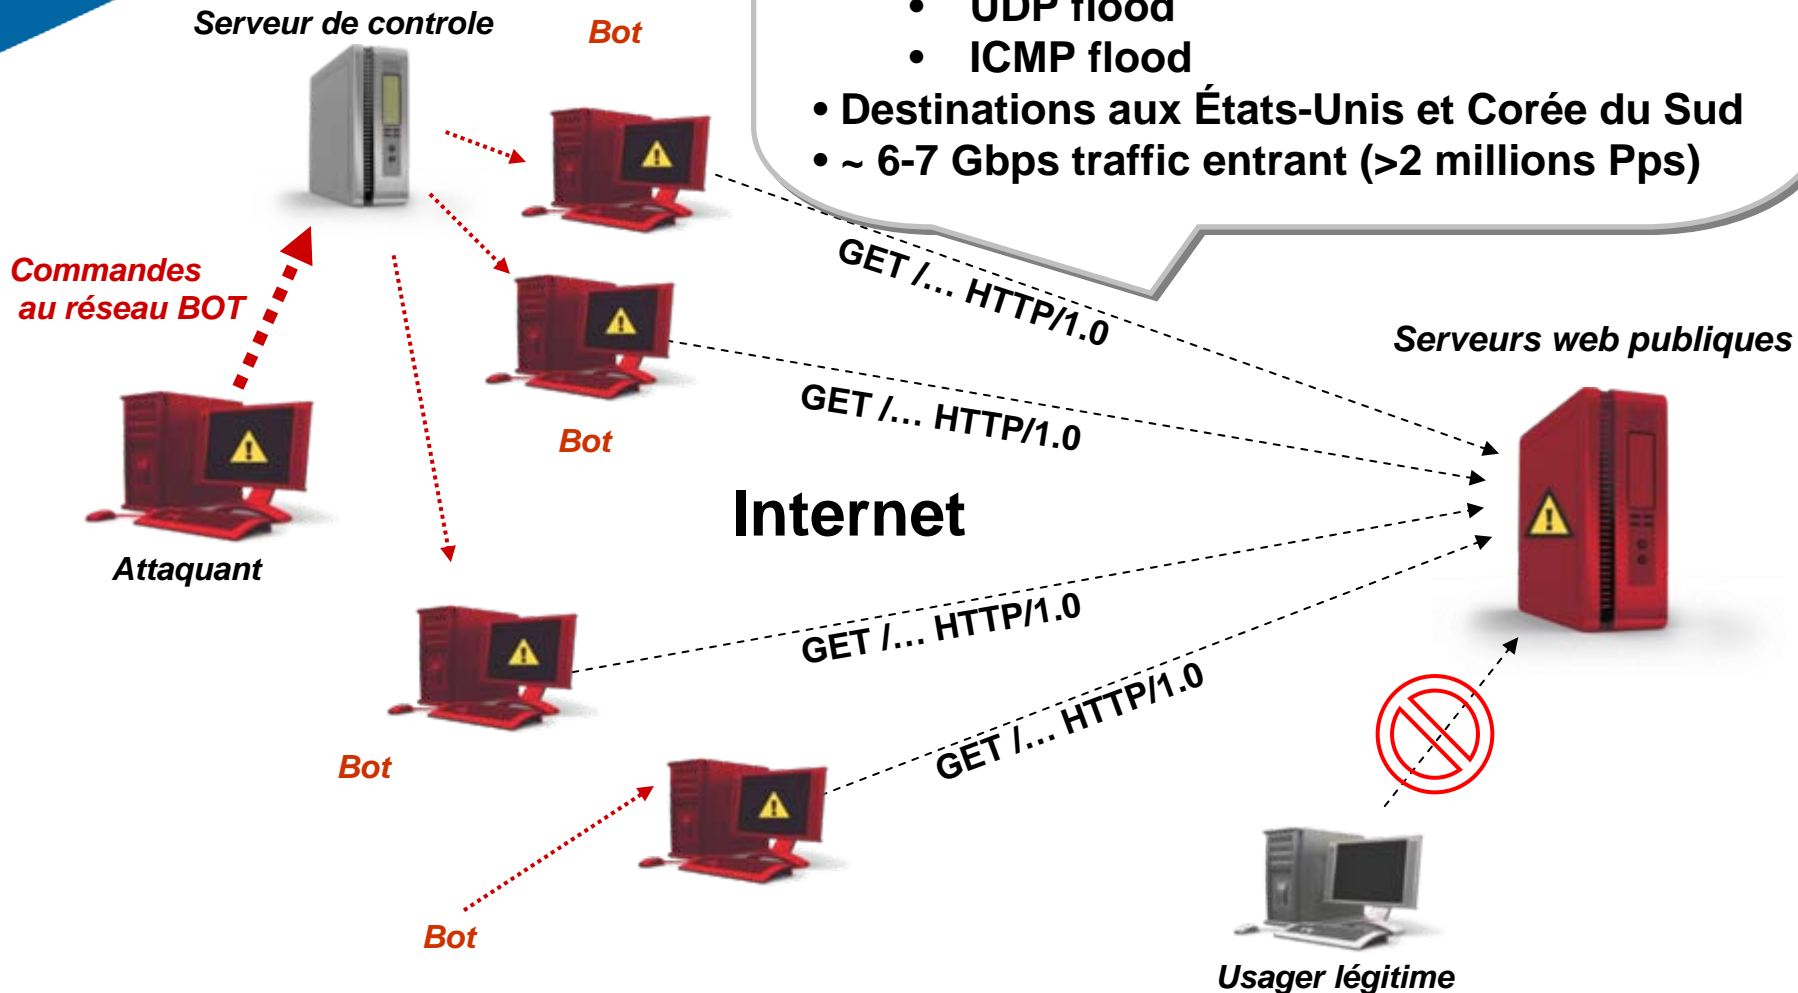 Serveur de controle
Bot
• UDP flood
• ICMP flood
• Destinations aux États-Unis et Corée du Sud
• ~ 6-7 Gbps traffic entrant (>2 millions Pps)
Commandes
au réseau BOT
GET /... HTTP/1.0
Serveurs web publiques
GET /... HTTP/1.0
Bot
Internet
Attaquant
GET /... HTTP/1.0
GET /... HTTP/1.0
Bot
Bot
Usager légitime